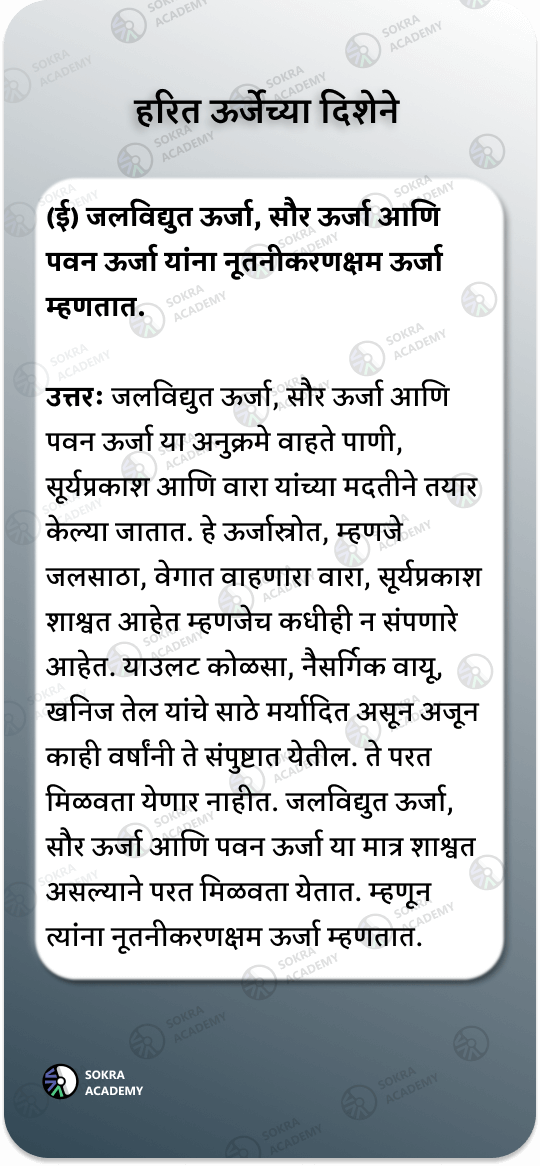 हरित ऊर्जेच्या दिशेने
(ई) जलविद्युत ऊर्जा, सौर ऊर्जा आणि
पवन ऊर्जा यांना नूतनीकरणक्षम ऊर्जा
म्हणतात.
उत्तरः जलविद्युत ऊर्जा, सौर ऊर्जा आणि
पवन ऊर्जा या अनुक्रमे वाहते पाणी,
सूर्यप्रकाश आणि वारा यांच्या मदतीने तयार
केल्या जातात. हे ऊर्जास्रोत, म्हणजे
जलसाठा, वेगात वाहणारा वारा, सूर्यप्रकाश
शाश्वत आहेत म्हणजेच कधीही न संपणारे
आहेत. याउलट कोळसा, नैसर्गिक वायू,
खनिज तेल यांचे साठे मर्यादित असून अजून
काही वर्षांनी ते संपुष्टात येतील. ते परत
मिळवता येणार नाहीत. जलविद्युत ऊर्जा,
सौर ऊर्जा आणि पवन ऊर्जा या मात्र शाश्वत
असल्याने परत मिळवता येतात. म्हणून
त्यांना नूतनीकरणक्षम ऊर्जा म्हणतात.
SOKRA
ACADEMY